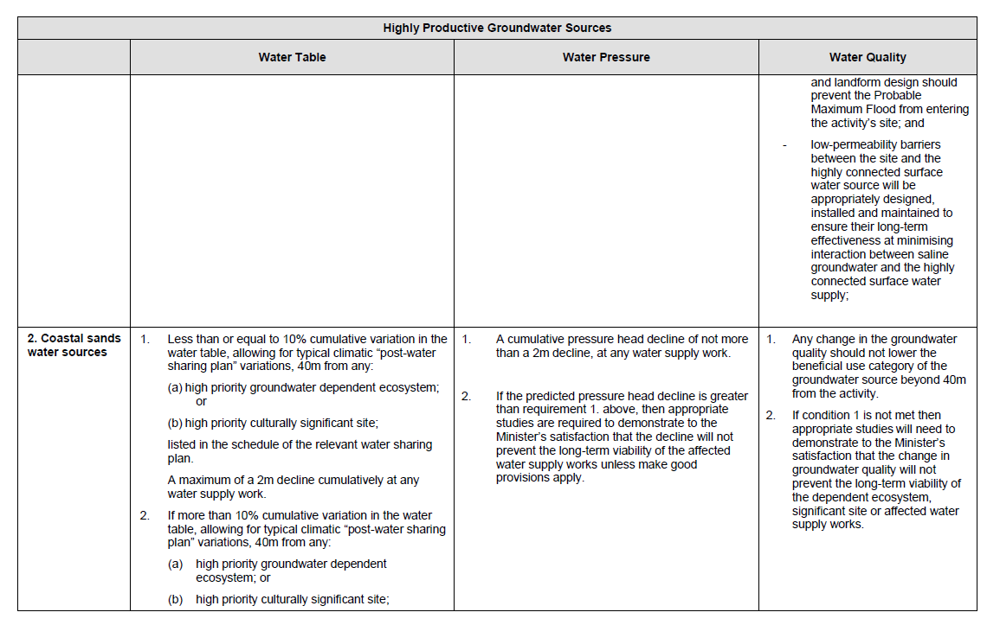 Highly Productive Groundwater Sources
Water Table
Water Pressure
Water Quality
and landform design should
prevent the Probable
Maximum Flood from entering
the activity's site; and
- low-permeability barriers
between the site and the
highly connected surface
water source will be
appropriately designed,
installed and maintained to
ensure their long-term
effectiveness at minimising
interaction between saline
groundwater and the highly
connected surface water
supply;
2. Coastal sands
water sources
1. Less than or equal to 10% cumulative variation in the
water table, allowing for typical climatic “post-water
sharing plan” variations, 40m from any:
(a) high priority groundwater dependent ecosystem;
or
(b) high priority culturally significant site;
listed in the schedule of the relevant water sharing
plan.
A maximum of a 2m decline cumulatively at any
water supply work.
2. If more than 10% cumulative variation in the water
table, allowing for typical climatic “post-water sharing
plan” variations, 40m from any:
(a) high priority groundwater dependent
ecosystem; or
(b) high priority culturally significant site;
1. A cumulative pressure head decline of not more
than a 2m decline, at any water supply work.
2. If the predicted pressure head decline is greater
than requirement 1. above, then appropriate
studies are required to demonstrate to the
Minister's satisfaction that the decline will not
prevent the long-term viability of the affected
water supply works unless make good
provisions apply.
1. Any change in the groundwater
quality should not lower the
beneficial use category of the
groundwater source beyond 40m
from the activity.
2. If condition 1 is not met then
appropriate studies will need to
demonstrate to the Minister's
satisfaction that the change in
groundwater quality will not
prevent the long-term viability of
the dependent ecosystem,
significant site or affected water
supply works.